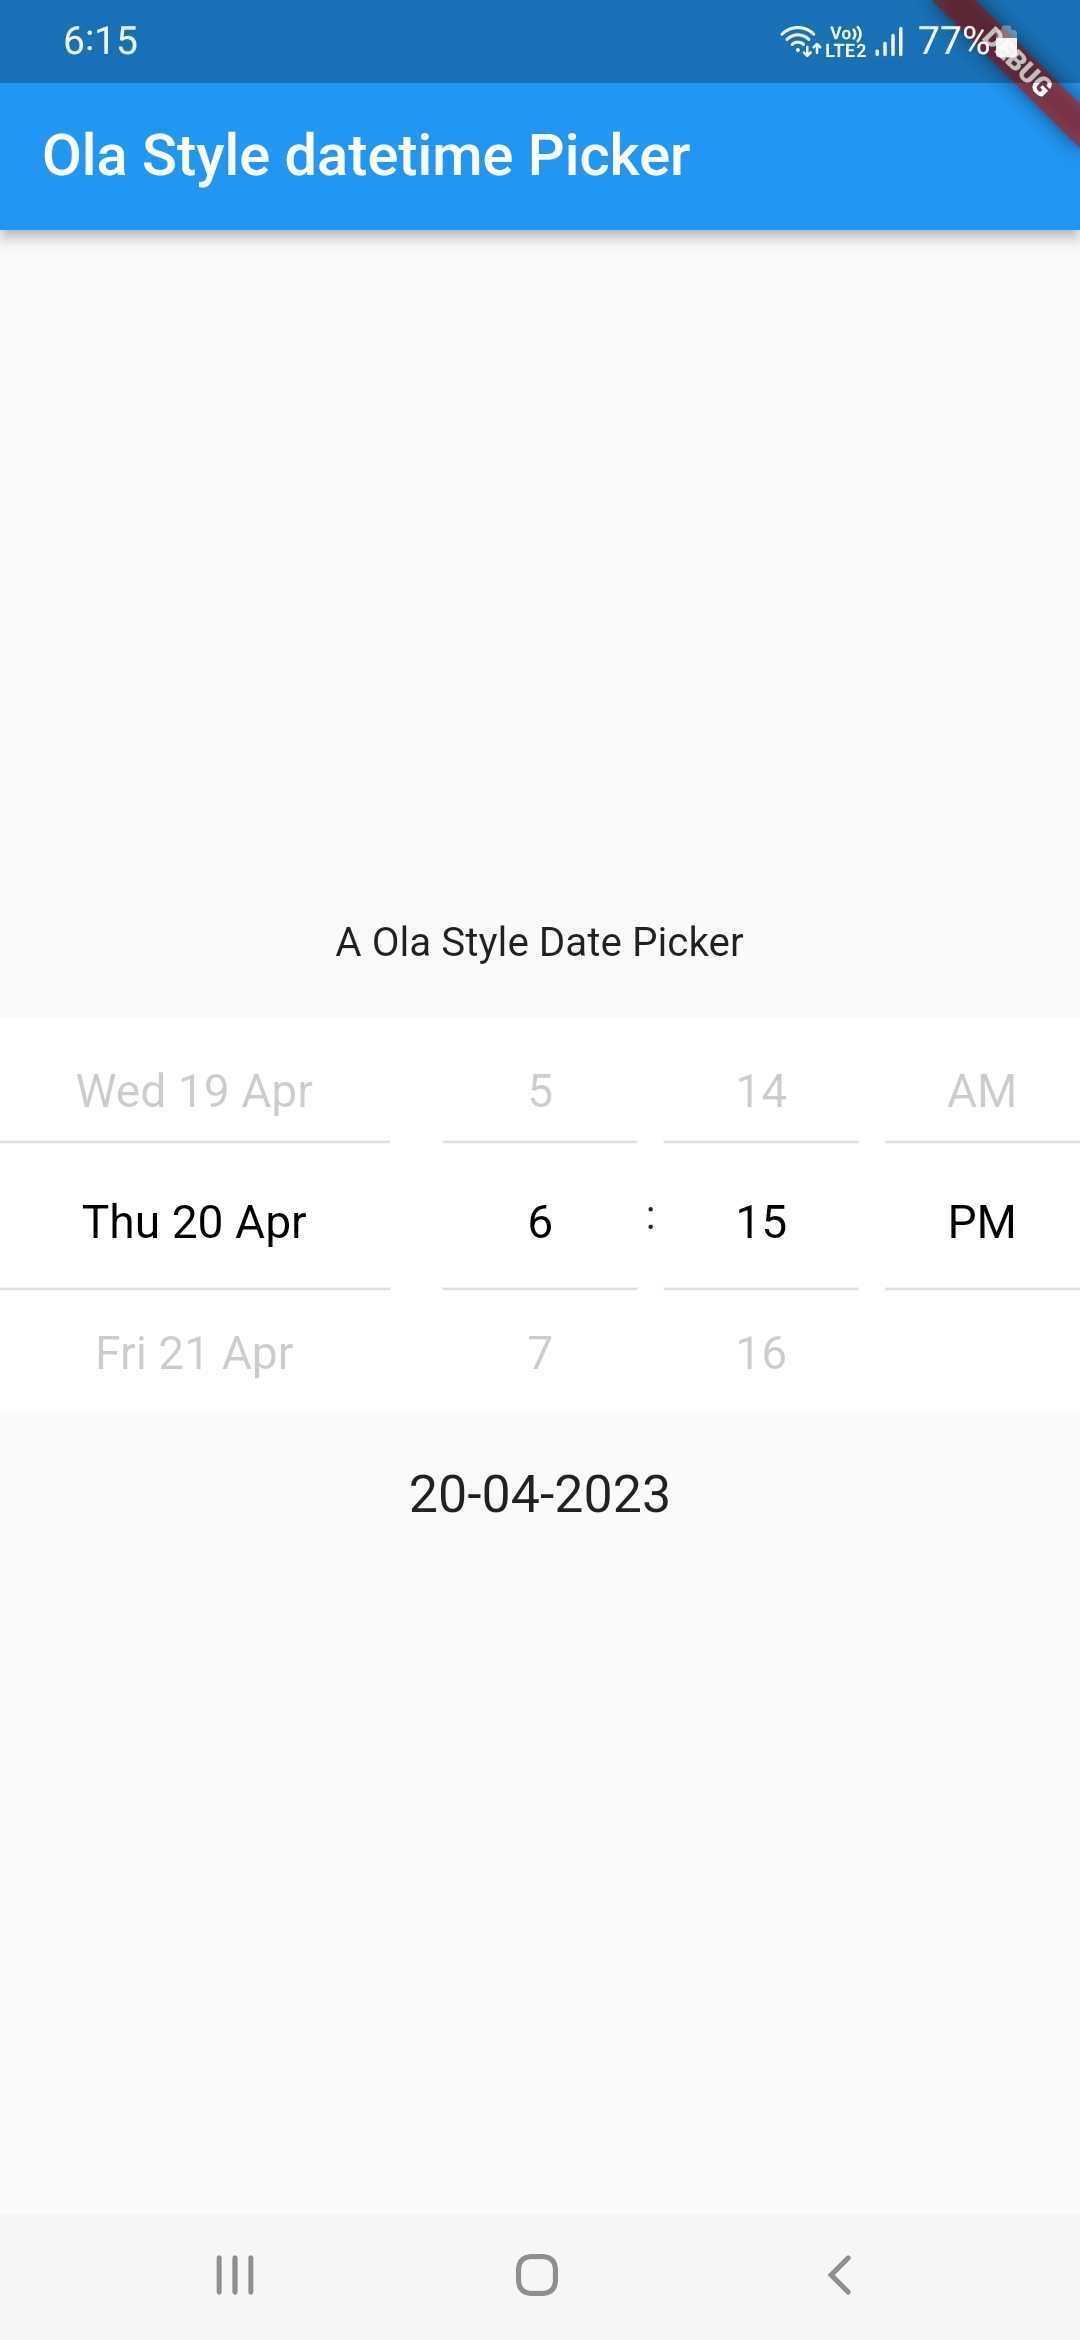 6:15 Vo)) LTE2 77%
DEBUG
Ola Style datetime Picker
A Ola Style Date Picker
Wed 19 Apr 5 14 AM
Thu 20 Apr 6 : 15 PM
Fri 21 Apr 7 16
20-04-2023